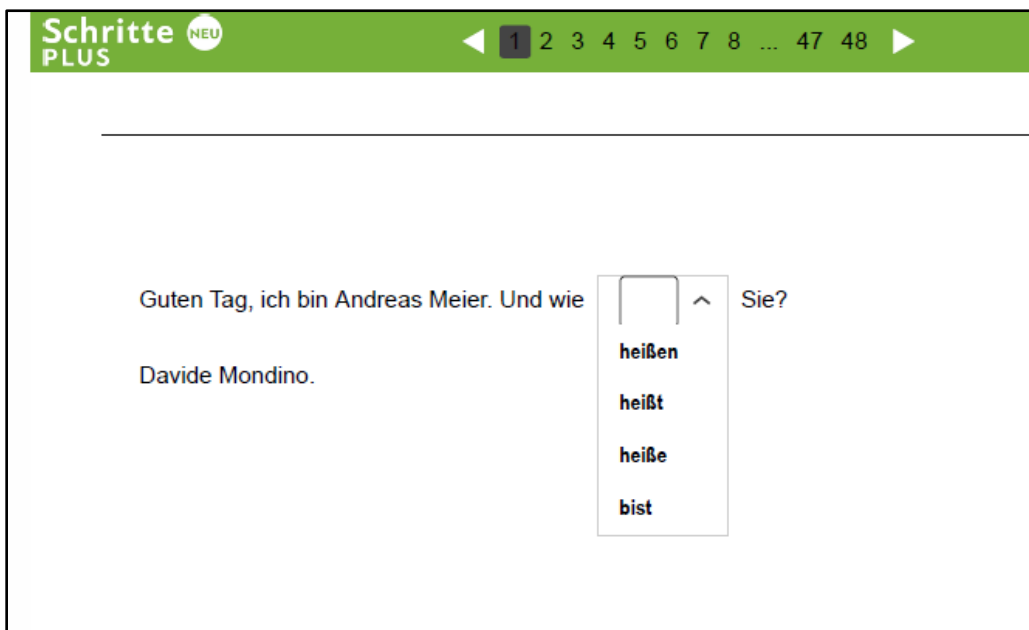 Schritte NEU
PLUS
1 2 3 4 5 6 7 8 ... 47 48
Guten Tag, ich bin Andreas Meier. Und wie Sie?
heißen
Davide Mondino.
heißt
heiße
bist